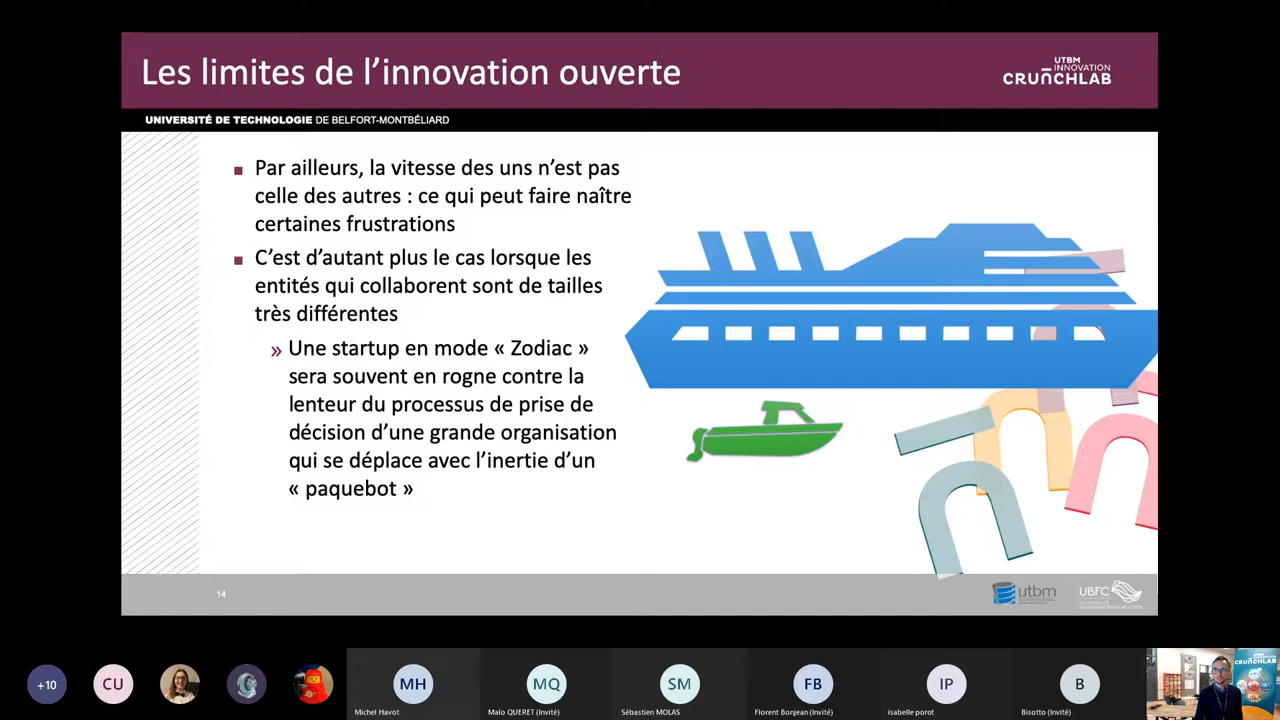 Les limites de l’innovation ouverte
UTBM
INNOVATION
CRUNCHLAB
UNIVERSITÉ DE TECHNOLOGIE DE BELFORT-MONTBÉLIARD
Par ailleurs, la vitesse des uns n’est pas
celle des autres : ce qui peut faire naître
certaines frustrations
C’est d’autant plus le cas lorsque les
entités qui collaborent sont de tailles
très différentes
» Une startup en mode « Zodiac »
sera souvent en rogne contre la
lenteur du processus de prise de
décision d’une grande organisation
qui se déplace avec l’inertie d’un
« paquebot »
14
utbm
UBFC
+10
CU
MH
MQ
SM
FB
IP
B
Michel Havot
Malo QUERET (Invité)
Sébastien MOLAS
Florent Bonjean (Invité)
isabelle porot
Bisotto (Invité)
UTBM INNOVATION
CRUNCHLAB